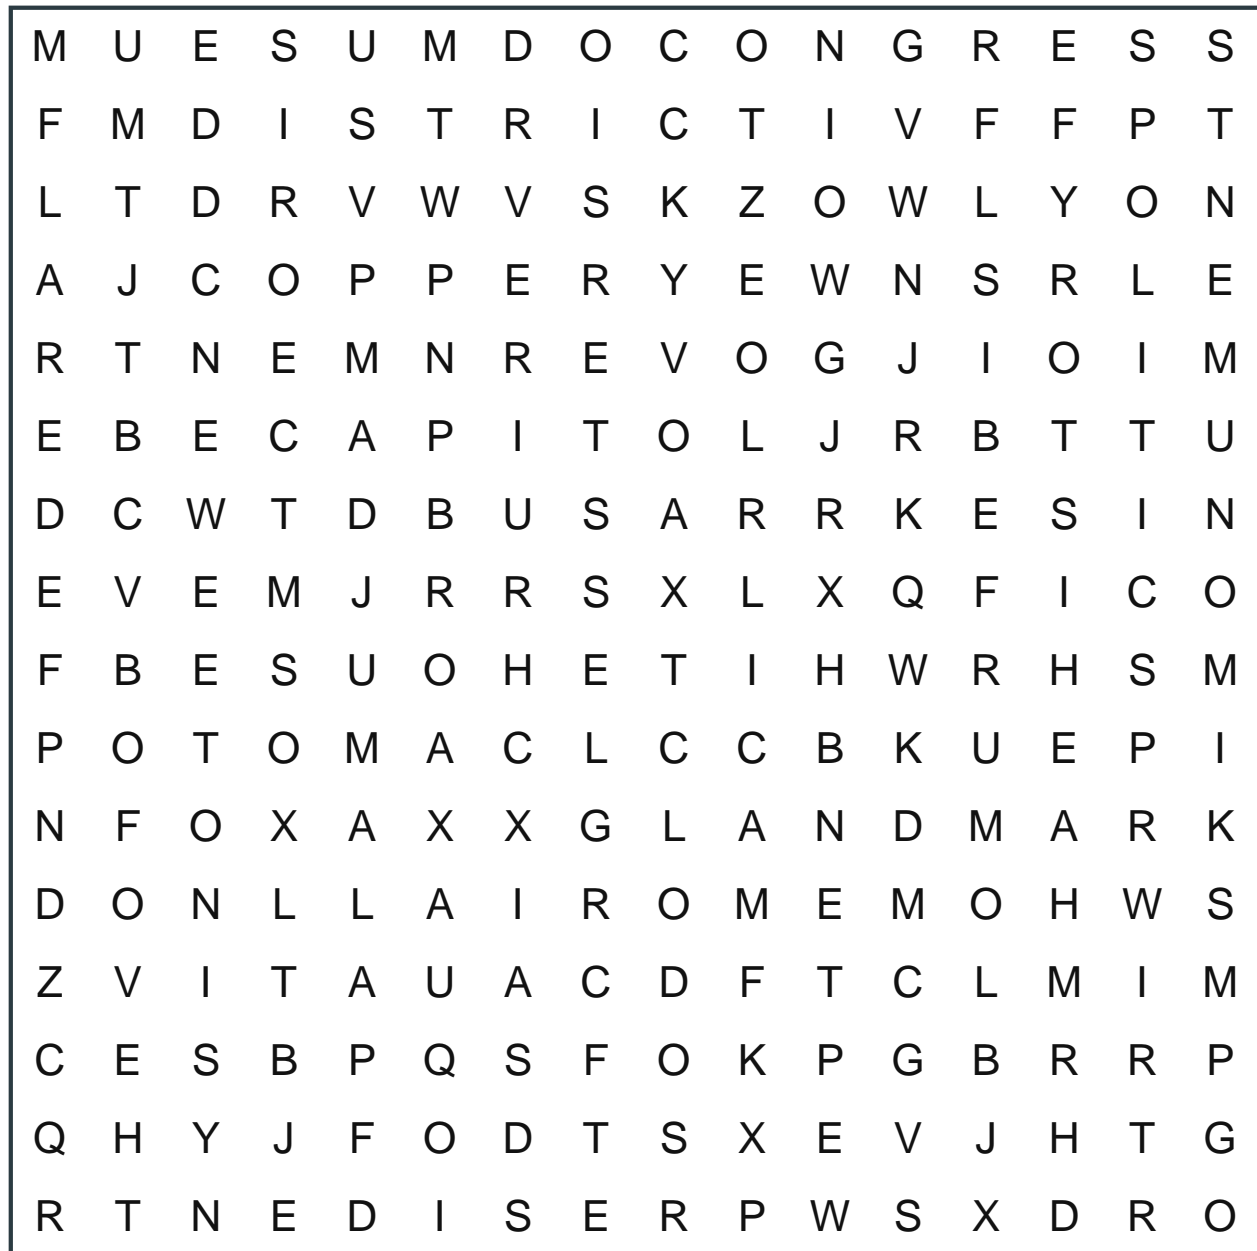 M U E S U M D O C O N G R E S S
F M D I S T R I C T I V F F P T
L T D R V W V S K Z O W L Y O N
A J C O P P E R Y E W N S R L E
R T N E M N R E V O G J I O I M
E B E C A P I T O L J R B T T U
D C W T D B U S A R R K E S I N
E V E M J R R S X L X Q F I C O
F B E S U O H E T I H W R H S M
P O T O M A C L C C B K U E P I
N F O X A X X G L A N D M A R K
D O N L L A I R O M E M O H W S
Z V I T A U A C D F T C L M I M
C E S B P Q S F O K P G B R R P
Q H Y J F O D T S X E V J H T G
R T N E D I S E R P W S X D R O